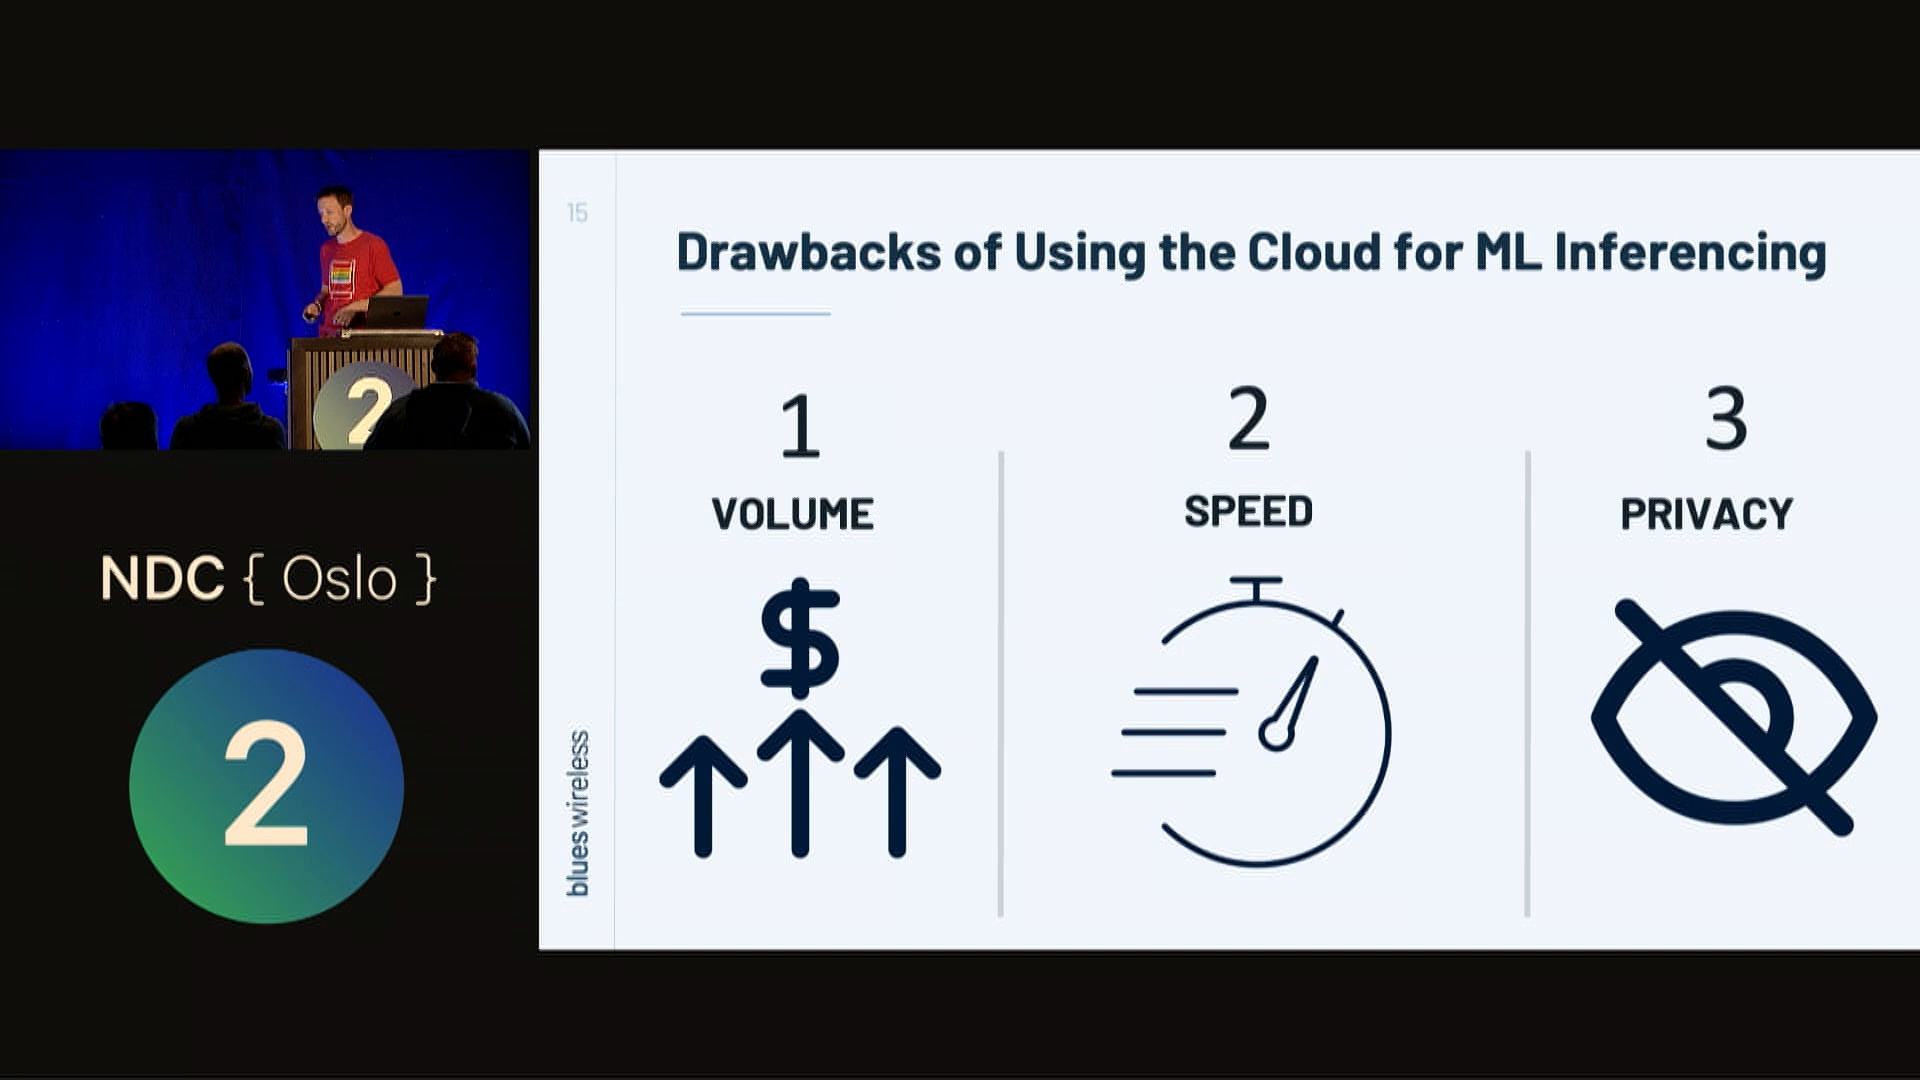 2
NDC { Oslo }
2
15
blues wireless
Drawbacks of Using the Cloud for ML Inferencing
1
VOLUME
$
2
SPEED
3
PRIVACY